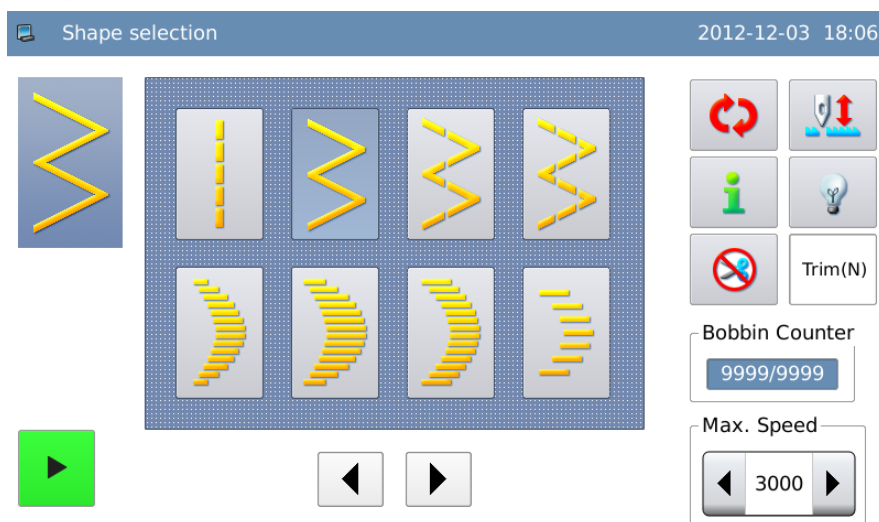 Shape selection
2012-12-03 18:06
Trim(N)
Bobbin Counter
9999/9999
Max. Speed
3000